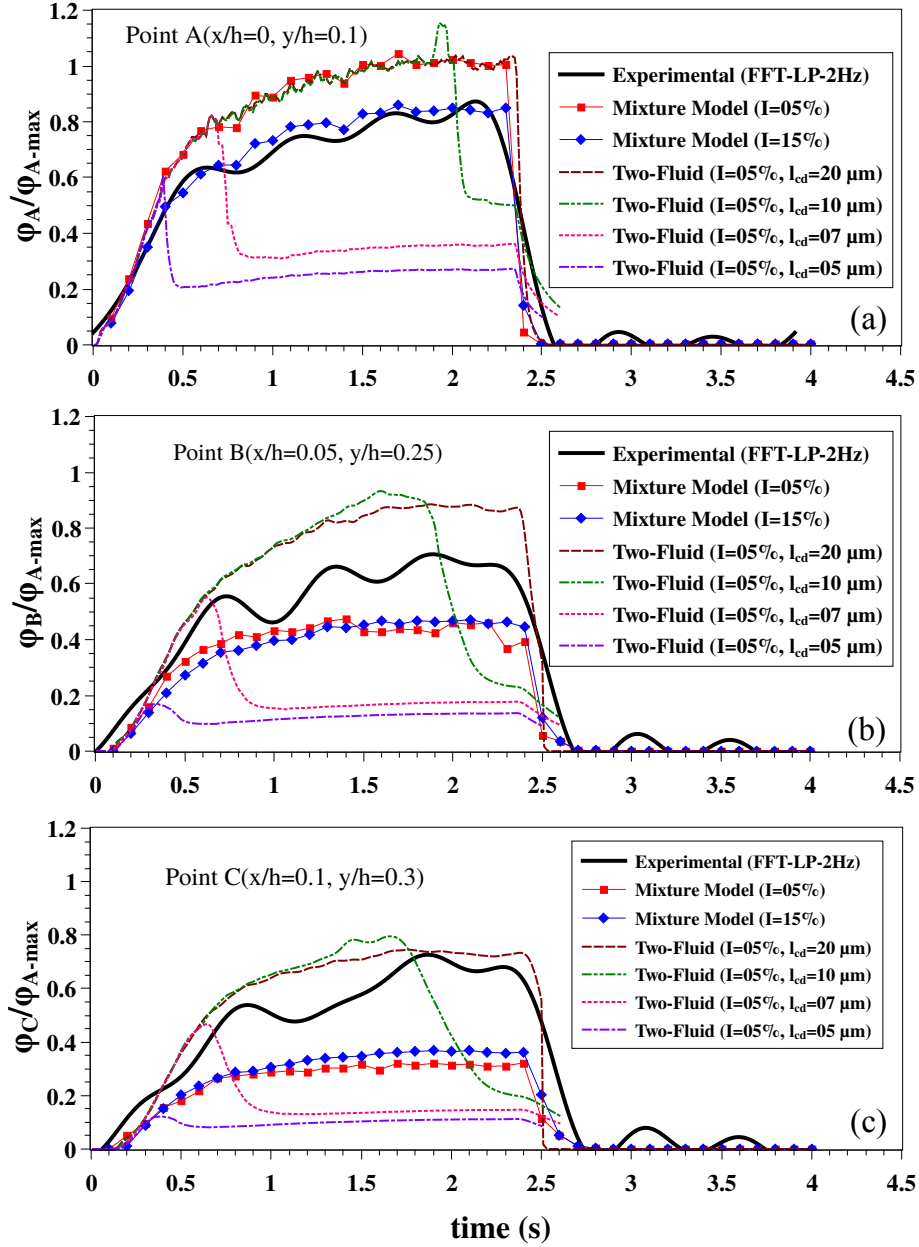 1.2
1
0.8
0.6
0.4
0.2
0
φA/φA-max
Point A(x/h=0, y/h=0.1)
Experimental (FFT-LP-2Hz)
Mixture Model (I=05%)
Mixture Model (I=15%)
Two-Fluid (I=05%, lcd=20 μm)
Two-Fluid (I=05%, lcd=10 μm)
Two-Fluid (I=05%, lcd=07 μm)
Two-Fluid (I=05%, lcd=05 μm)
(a)
0 0.5 1 1.5 2 2.5 3 3.5 4 4.5
1.2
1
0.8
0.6
0.4
0.2
0
φB/φA-max
Point B(x/h=0.05, y/h=0.25)
Experimental (FFT-LP-2Hz)
Mixture Model (I=05%)
Mixture Model (I=15%)
Two-Fluid (I=05%, lcd=20 μm)
Two-Fluid (I=05%, lcd=10 μm)
Two-Fluid (I=05%, lcd=07 μm)
Two-Fluid (I=05%, lcd=05 μm)
(b)
0 0.5 1 1.5 2 2.5 3 3.5 4 4.5
1.2
1
0.8
0.6
0.4
0.2
0
φC/φA-max
Point C(x/h=0.1, y/h=0.3)
Experimental (FFT-LP-2Hz)
Mixture Model (I=05%)
Mixture Model (I=15%)
Two-Fluid (I=05%, lcd=20 μm)
Two-Fluid (I=05%, lcd=10 μm)
Two-Fluid (I=05%, lcd=07 μm)
Two-Fluid (I=05%, lcd=05 μm)
(c)
0 0.5 1 1.5 2 2.5 3 3.5 4 4.5
time (s)